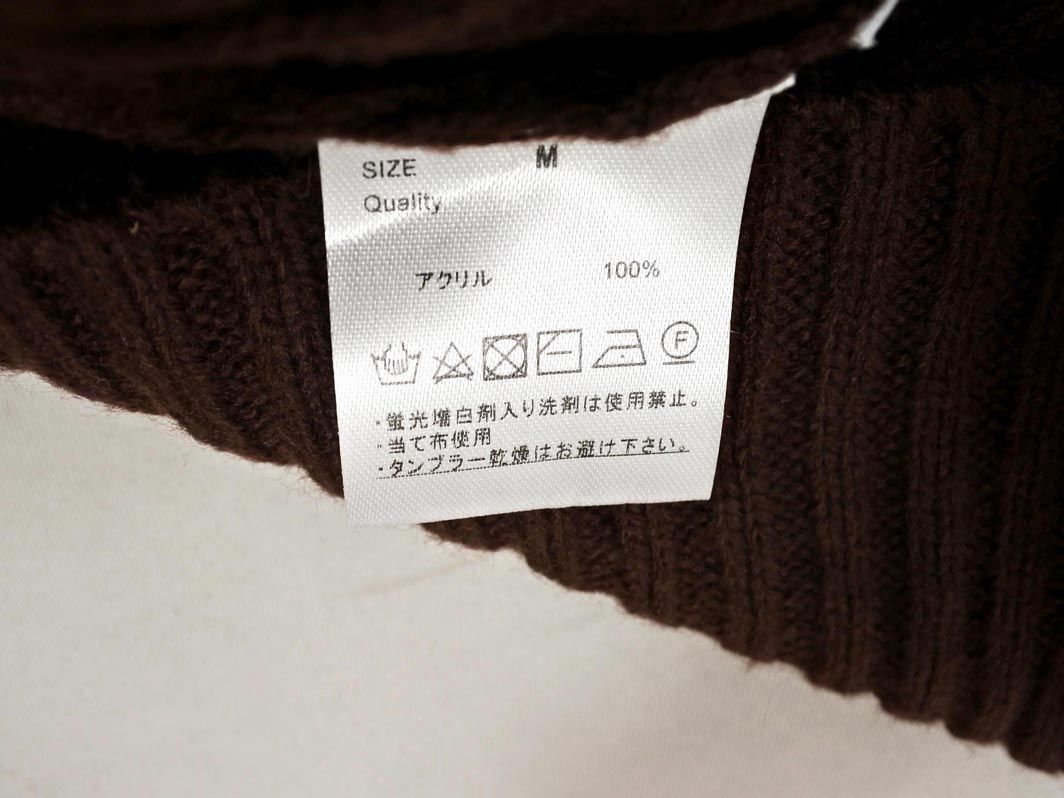 SIZE M
Quality
アクリル 100%
F
・蛍光増白剤入り洗剤は使用禁止。
・当て布使用
・タンブラー乾燥はお避け下さい。